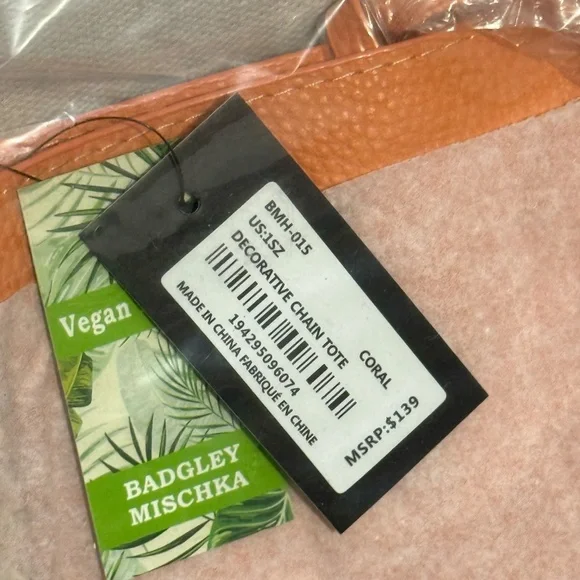 Vegan
BADGLEY
MISCHKA
BMH-015
US:1SZ
DECORATIVE CHAIN TOTE CORAL
194295096074
MADE IN CHINA FABRIQUÉ EN CHINE
MSRP:$139